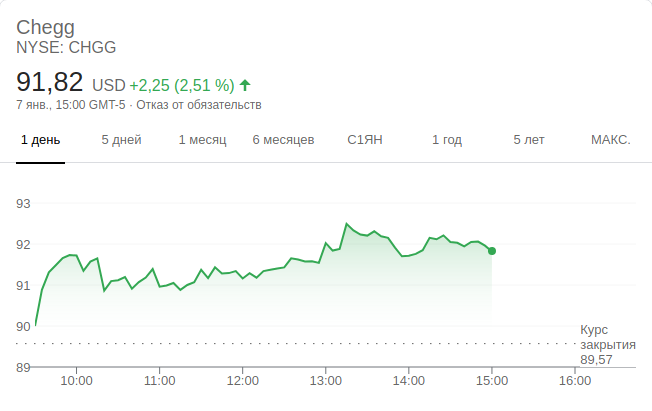 Chegg
NYSE: CHGG
91,82 USD +2,25 (2,51 %)
7 янв., 15:00 GMT-5 · Отказ от обязательств
1 день 5 дней 1 месяц 6 месяцев С1ЯН 1 год 5 лет МАКС.
93
92
91
90
Курс
закрытия
89,57
89
10:00 11:00 12:00 13:00 14:00 15:00 16:00